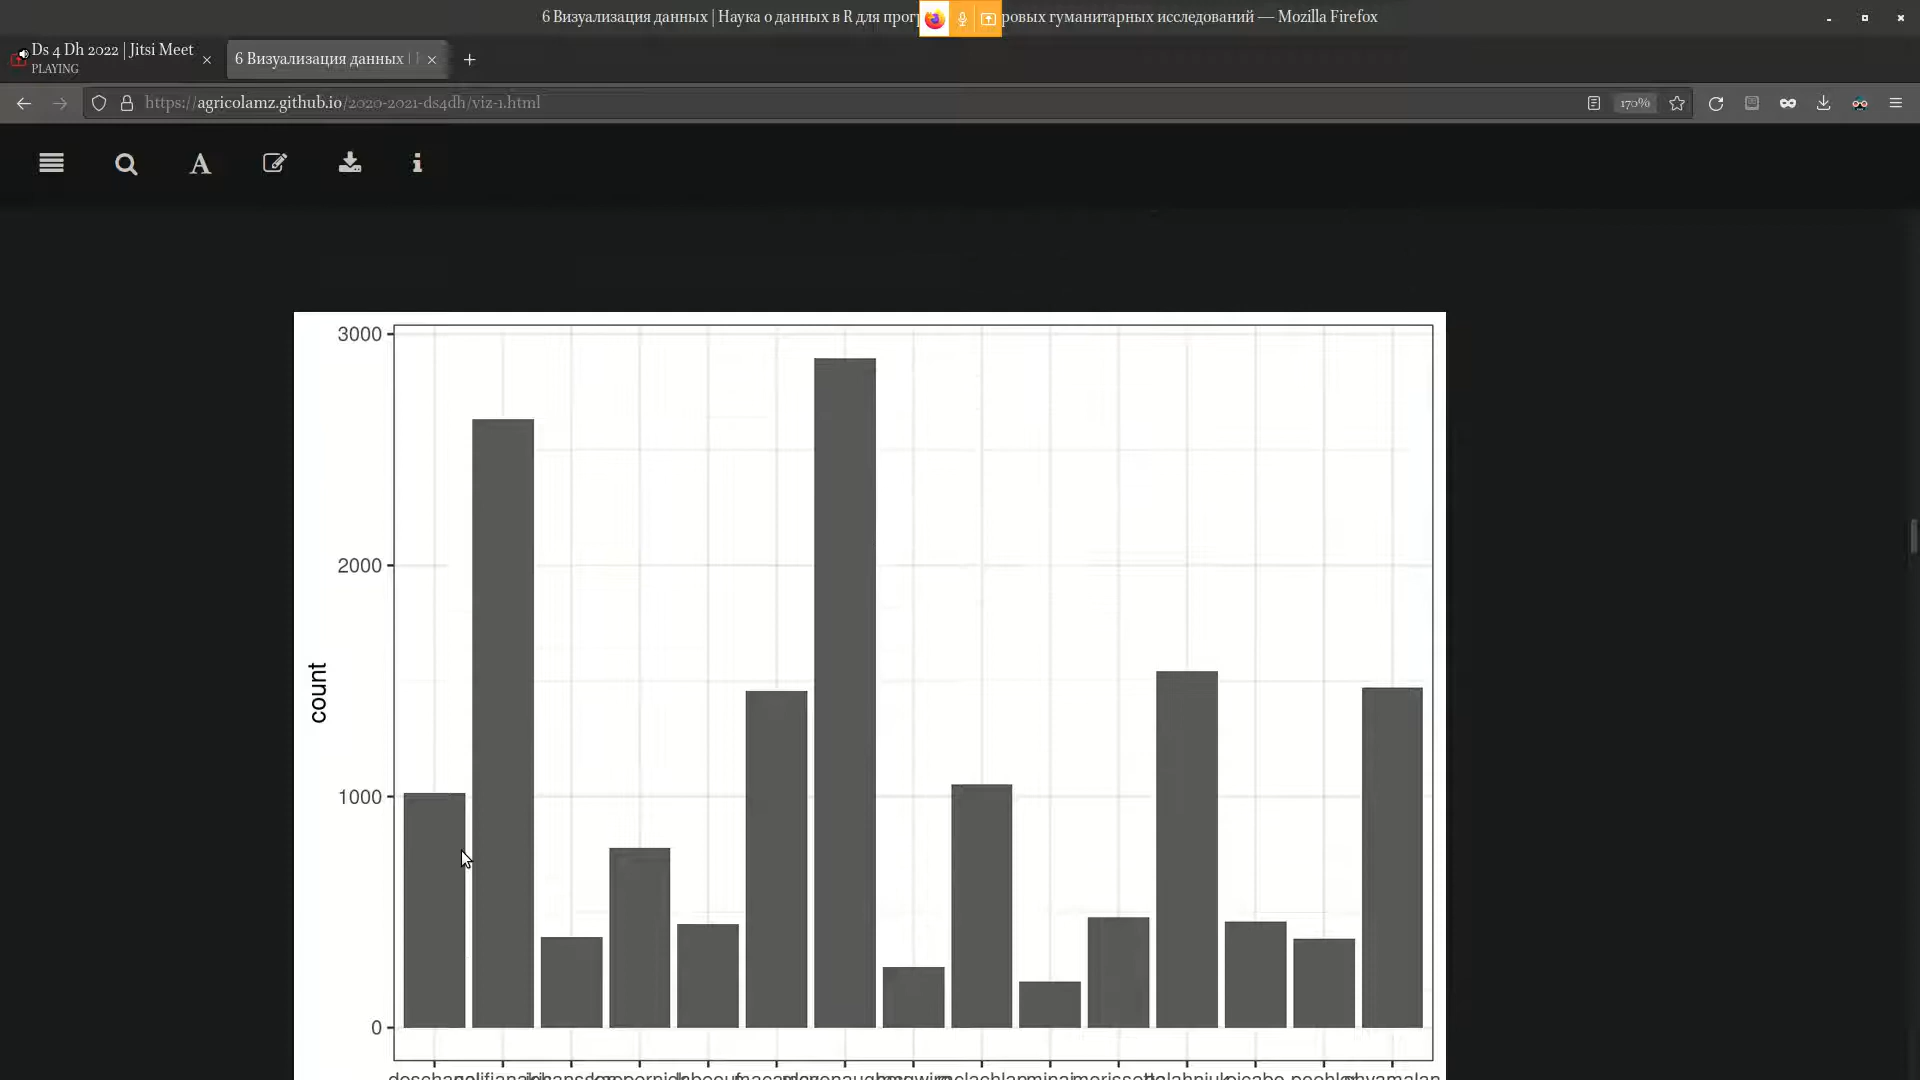 6 Визуализация данных | Наука о данных в R для прог ровых гуманитарных исследований — Mozilla Firefox
Ds 4 Dh 2022 | Jitsi Meet
PLAYING
6 Визуализация данных |
https://agricolamz.github.io/2020-2021-ds4dh/viz-1.html
170%
3000
2000
1000
0
count